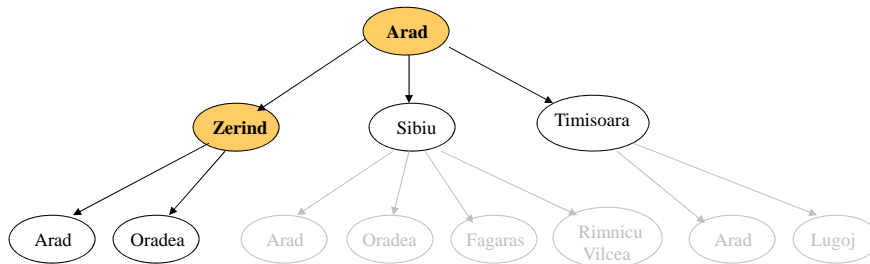 Arad
Zerind
Sibiu
Timisoara
Arad
Oradea
Arad
Oradea
Fagaras
Rimnicu
Vilcea
Arad
Lugoj